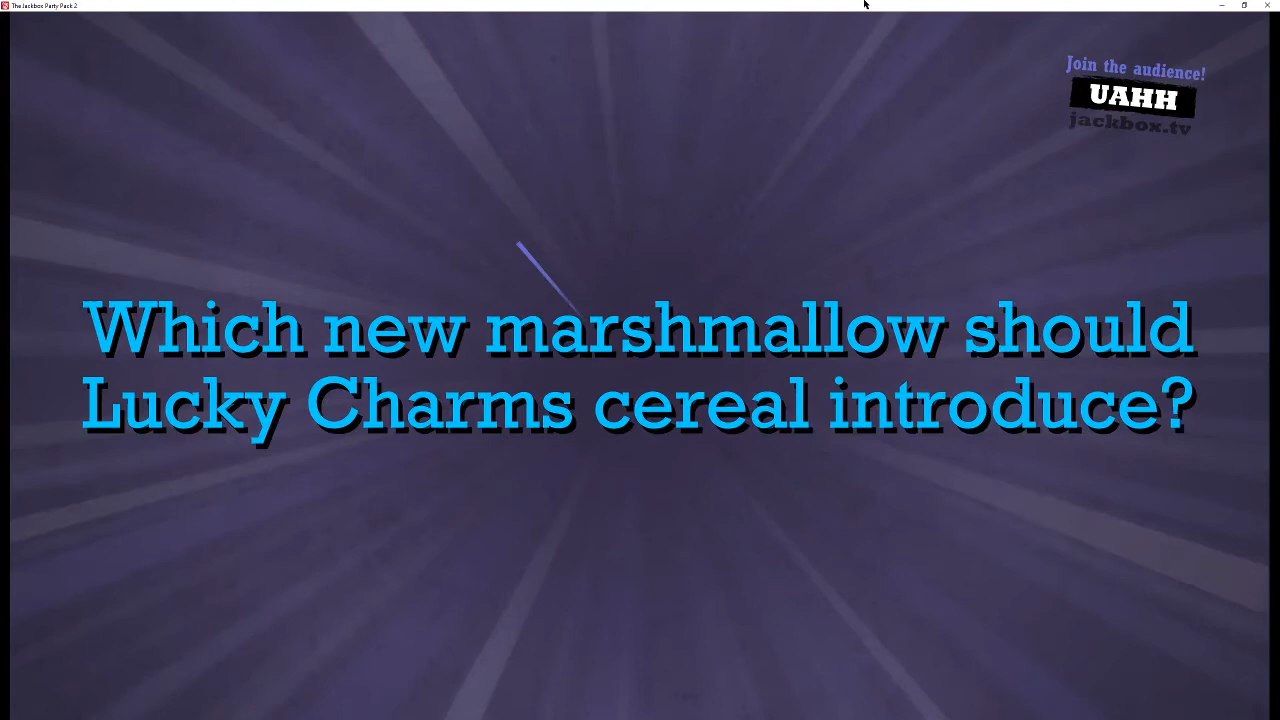 The Jackbox Party Pack 2
Join the audience!
UAHH
jackbox.tv
Which new marshmallow should
Lucky Charms cereal introduce?